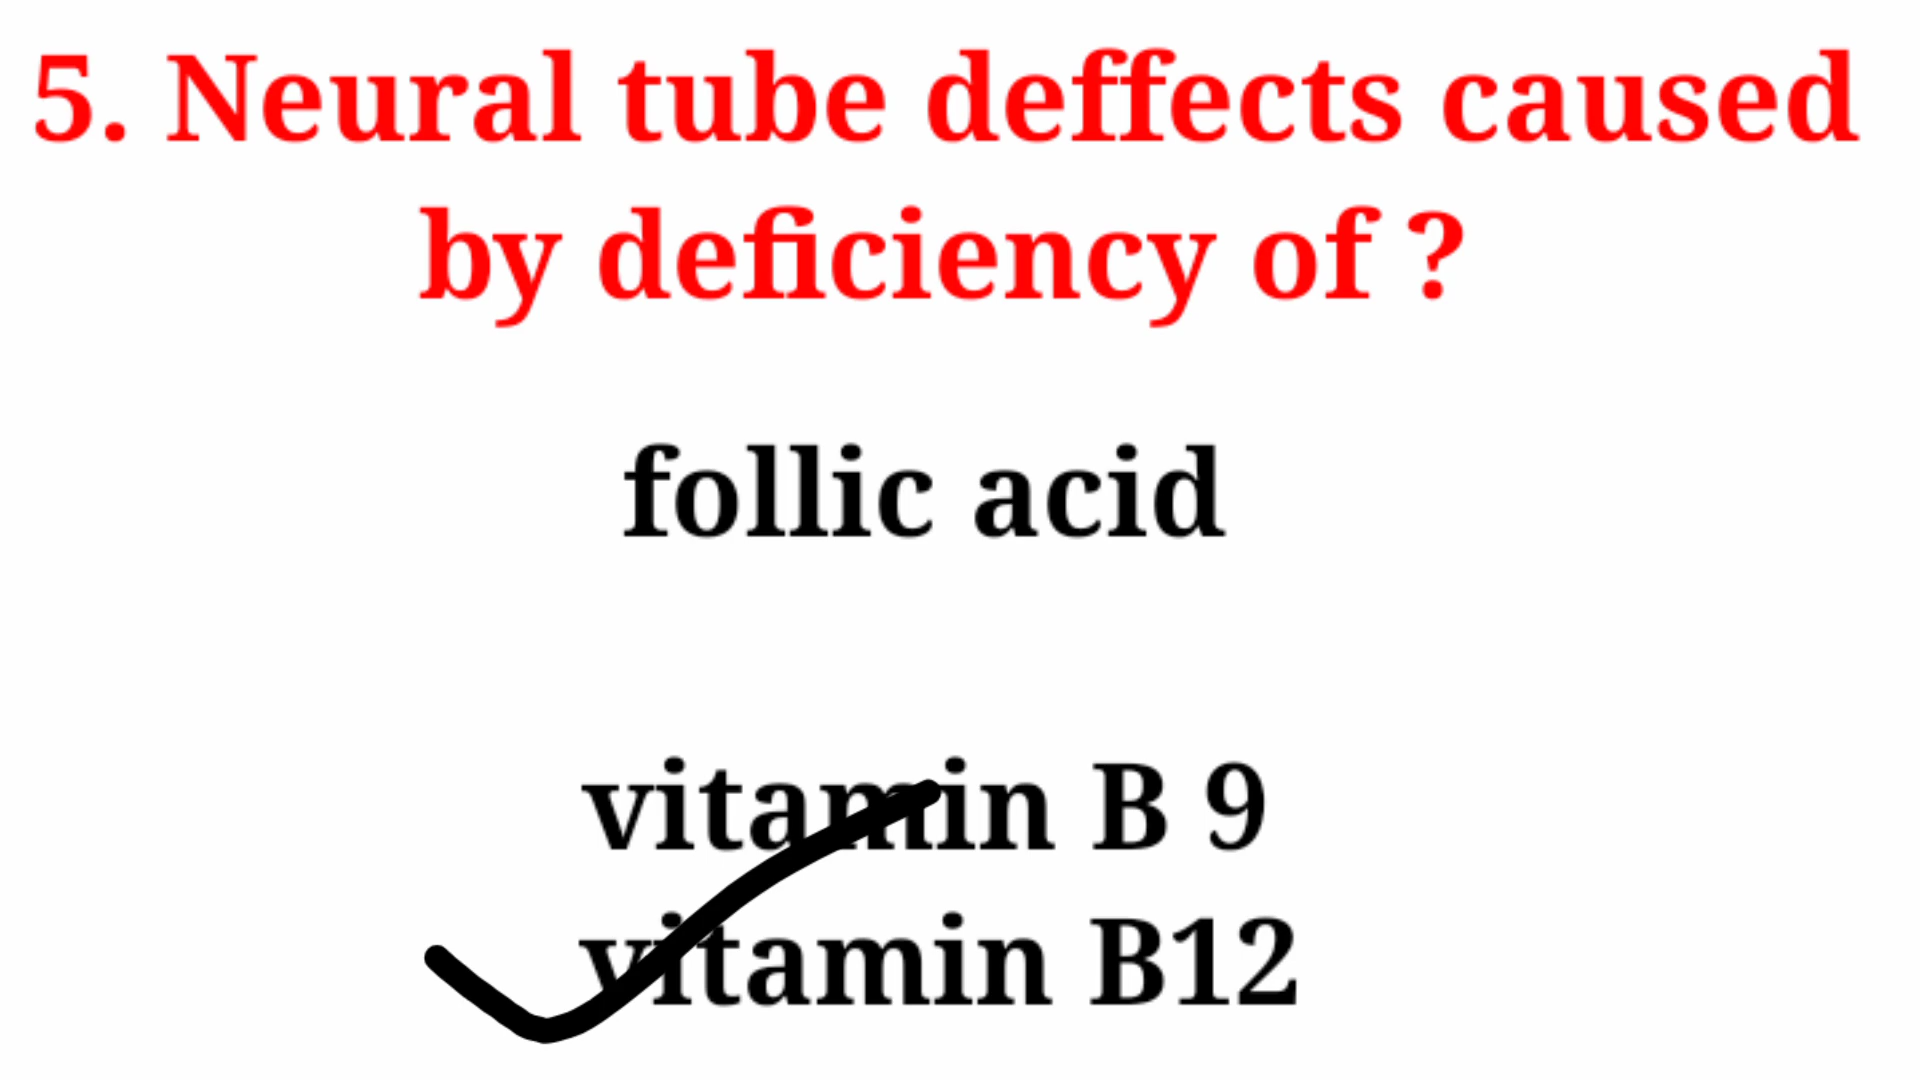 5. Neural tube deffects caused
by deficiency of ?
follic acid
vitamin B 9
vitamin B12